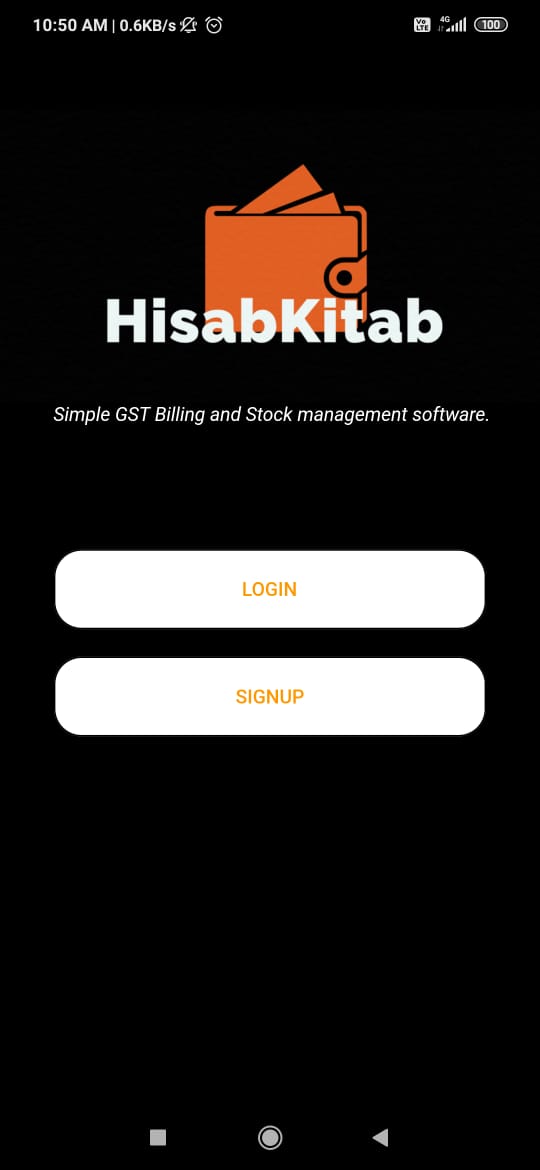 10:50 AM | 0.6KB/s
Vo LTE 4G 100
HisabKitab
Simple GST Billing and Stock management software.
LOGIN
SIGNUP